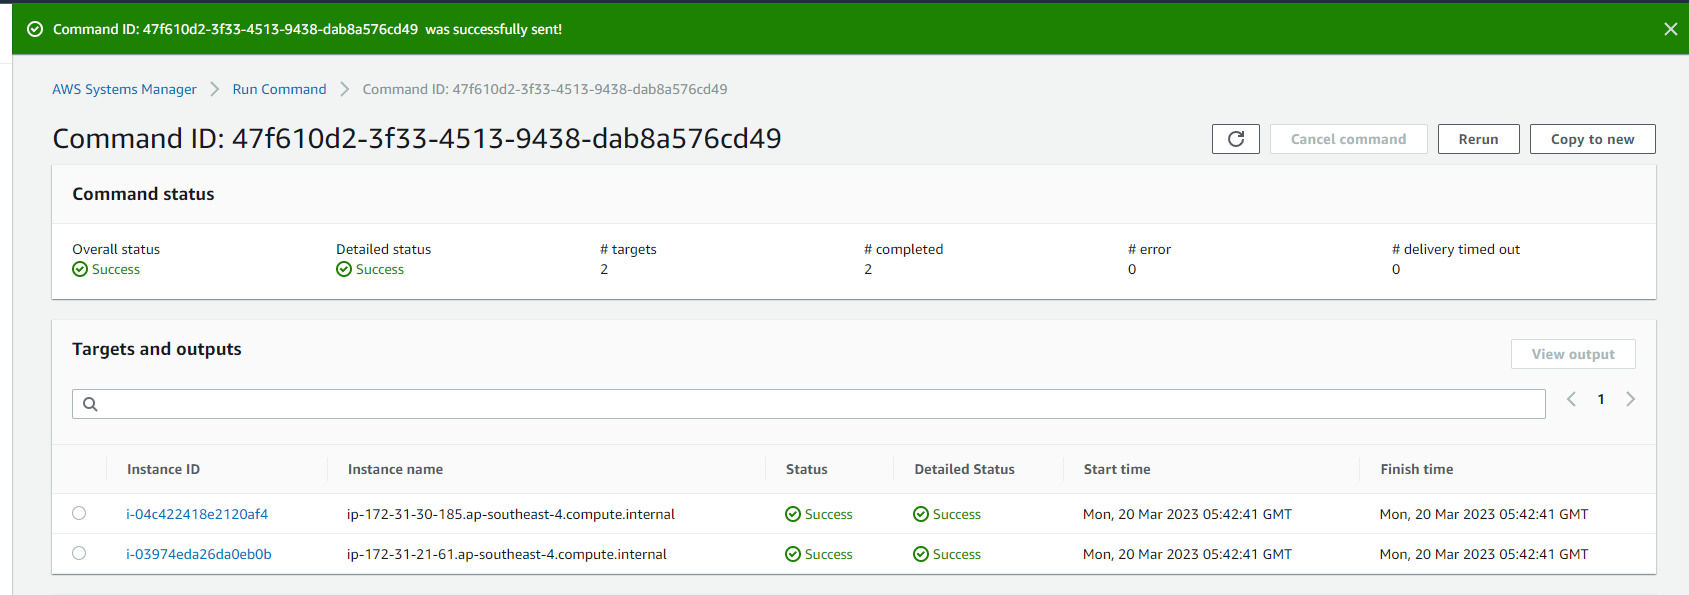 Command ID: 47f610d2-3f33-4513-9438-dab8a576cd49 was successfully sent!
AWS Systems Manager > Run Command > Command ID: 47f610d2-3f33-4513-9438-dab8a576cd49
Command ID: 47f610d2-3f33-4513-9438-dab8a576cd49 Cancel command Rerun Copy to new
Command status
Overall status Detailed status # targets # completed # error # delivery timed out
Success Success 2 2 0 0
Targets and outputs View output
1
Instance ID Instance name Status Detailed Status Start time Finish time
i-04c422418e2120af4 ip-172-31-30-185.ap-southeast-4.compute.internal Success Success Mon, 20 Mar 2023 05:42:41 GMT Mon, 20 Mar 2023 05:42:41 GMT
i-03974eda26da0eb0b ip-172-31-21-61.ap-southeast-4.compute.internal Success Success Mon, 20 Mar 2023 05:42:41 GMT Mon, 20 Mar 2023 05:42:41 GMT